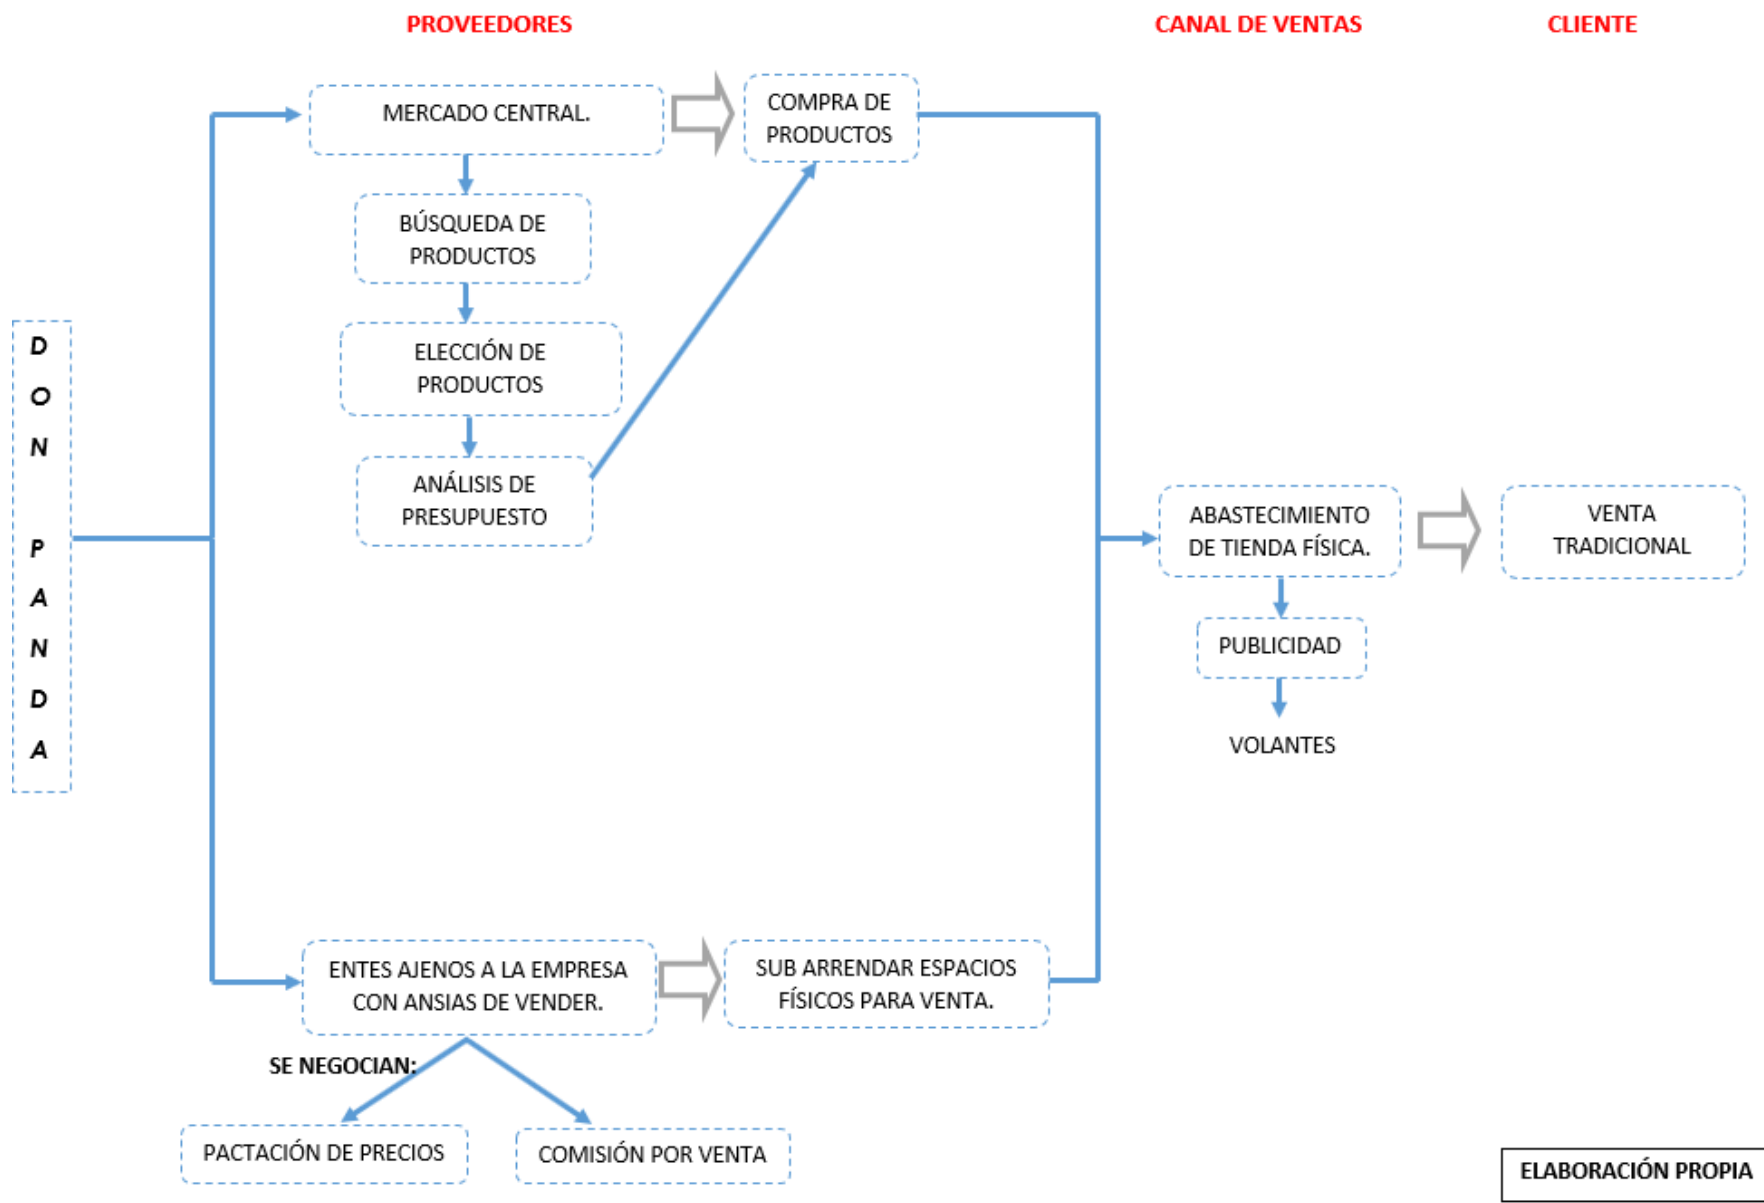 PROVEEDORES
CANAL DE VENTAS
CLIENTE
MERCADO CENTRAL.
COMPRA DE
PRODUCTOS
BÚSQUEDA DE
PRODUCTOS
ELECCIÓN DE
PRODUCTOS
ANÁLISIS DE
PRESUPUESTO
D
O
N
P
A
N
D
A
ABASTECIMIENTO
DE TIENDA FÍSICA.
VENTA
TRADICIONAL
PUBLICIDAD
VOLANTES
ENTES AJENOS A LA EMPRESA
CON ANSIAS DE VENDER.
SUB ARRENDAR ESPACIOS
FÍSICOS PARA VENTA.
SE NEGOCIAN:
PACTACIÓN DE PRECIOS
COMISIÓN POR VENTA
ELABORACIÓN PROPIA